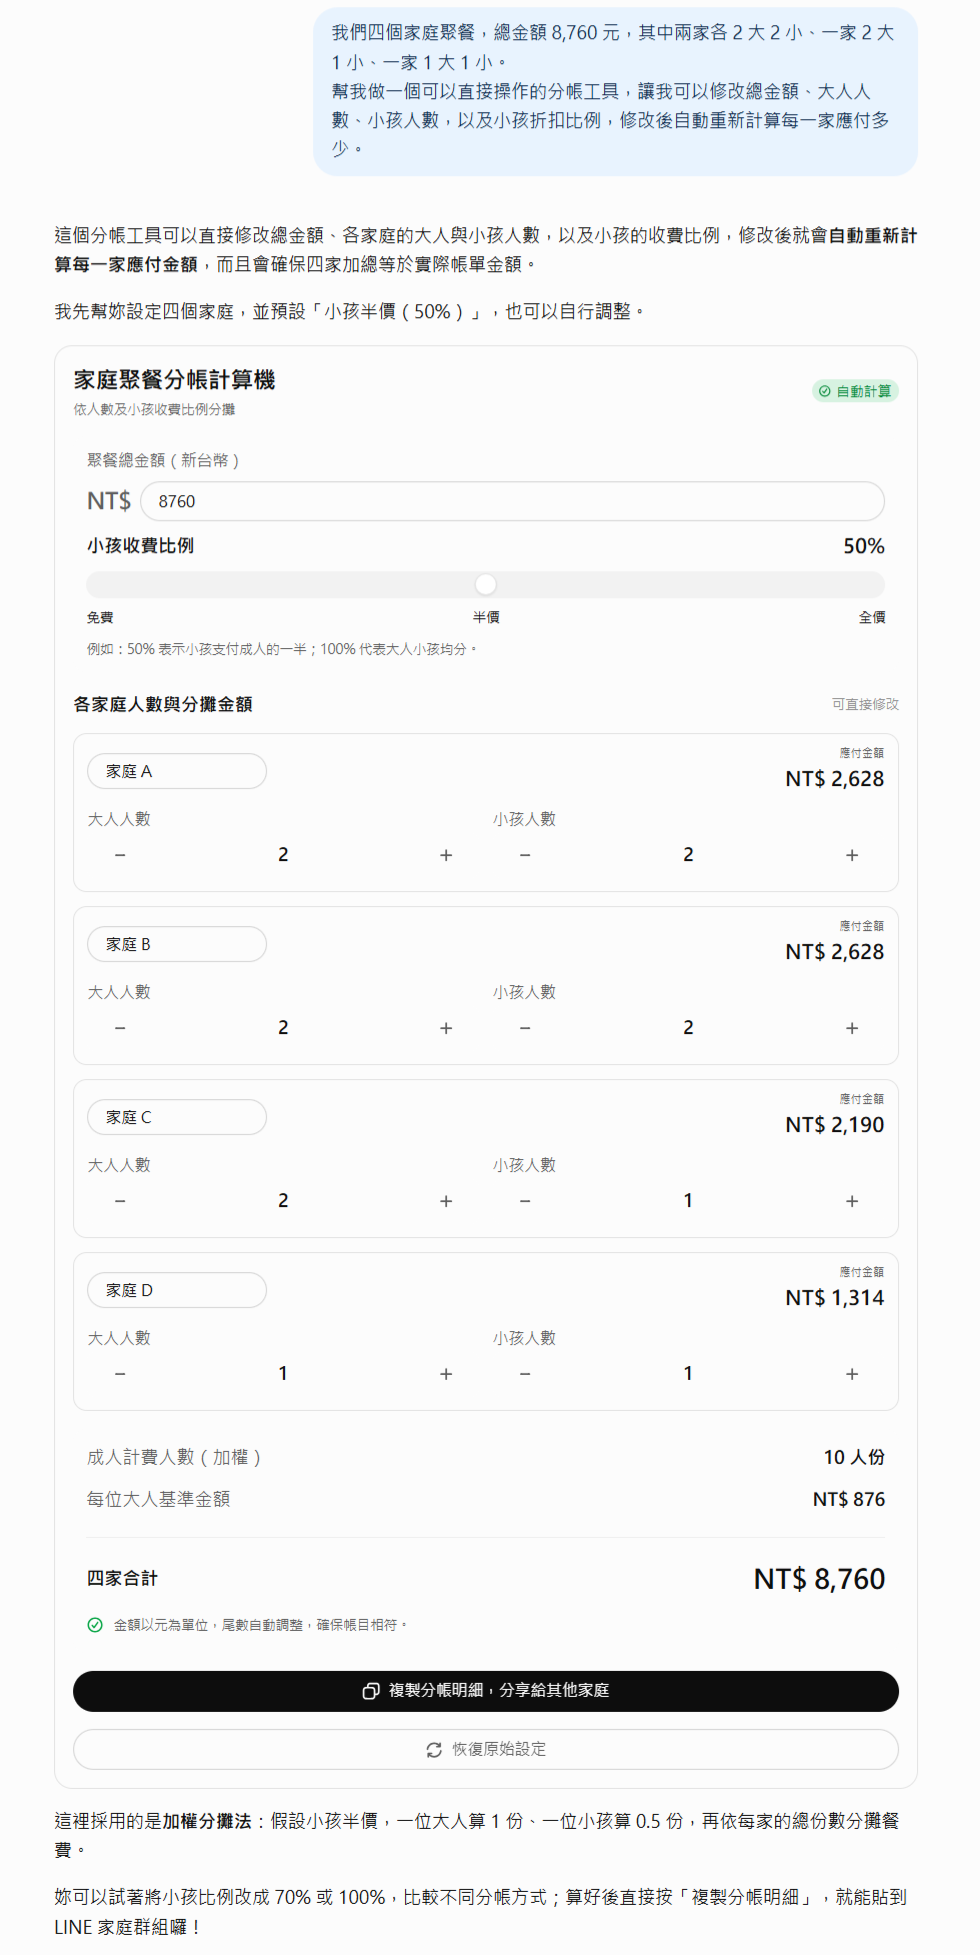 我們四個家庭聚餐，總金額 8,760 元，其中兩家各 2 大 2 小、一家 2 大
1 小、一家 1 大 1 小。
幫我做一個可以直接操作的分帳工具，讓我可以修改總金額、大人人
數、小孩人數，以及小孩折扣比例，修改後自動重新計算每一家應付多
少。
這個分帳工具可以直接修改總金額、各家庭的大人與小孩人數，以及小孩的收費比例，修改後就會自動重新計
算每一家應付金額，而且會確保四家加總等於實際帳單金額。
我先幫妳設定四個家庭，並預設「小孩半價（50%）」，也可以自行調整。
家庭聚餐分帳計算機
依人數及小孩收費比例分攤
自動計算
聚餐總金額（新台幣）
NT$ 8760
小孩收費比例 50%
免費 半價 全價
例如：50% 表示小孩支付成人的一半；100% 代表大人小孩均分。
各家庭人數與分攤金額 可直接修改
應付金額
家庭 A NT$ 2,628
大人人數 小孩人數
− 2 + − 2 +
應付金額
家庭 B NT$ 2,628
大人人數 小孩人數
− 2 + − 2 +
應付金額
家庭 C NT$ 2,190
大人人數 小孩人數
− 2 + − 1 +
應付金額
家庭 D NT$ 1,314
大人人數 小孩人數
− 1 + − 1 +
成人計費人數（加權） 10 人份
每位大人基準金額 NT$ 876
四家合計 NT$ 8,760
金額以元為單位，尾數自動調整，確保帳目相符。
複製分帳明細，分享給其他家庭
恢復原始設定
這裡採用的是加權分攤法：假設小孩半價，一位大人算 1 份、一位小孩算 0.5 份，再依每家的總份數分攤餐
費。
妳可以試著將小孩比例改成 70% 或 100%，比較不同分帳方式；算好後直接按「複製分帳明細」，就能貼到
LINE 家庭群組囉！